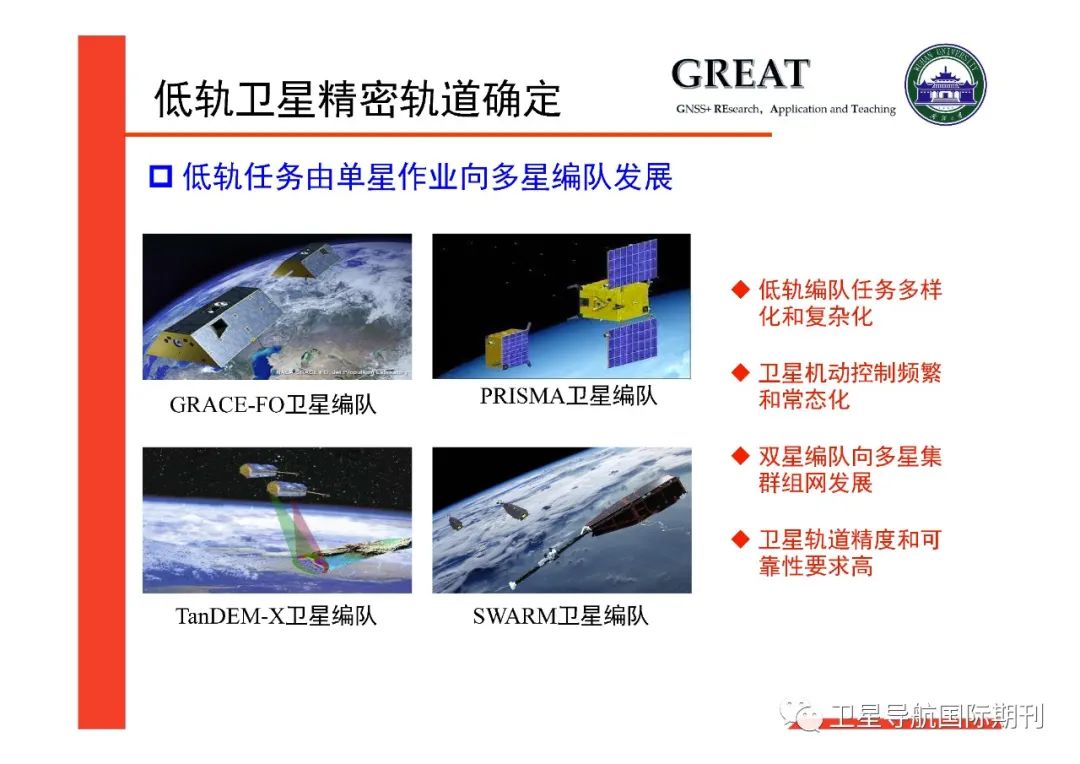 低轨卫星精密轨道确定
GREAT
GNSS+ REsearch, Application and Teaching
WUHAN UNIVERSITY
低轨任务由单星作业向多星编队发展
GRACE-FO卫星编队
PRISMA卫星编队
TanDEM-X卫星编队
SWARM卫星编队
低轨编队任务多样
化和复杂化
卫星机动控制频繁
和常态化
双星编队向多星集
群组网发展
卫星轨道精度和可
靠性要求高
卫星导航国际期刊